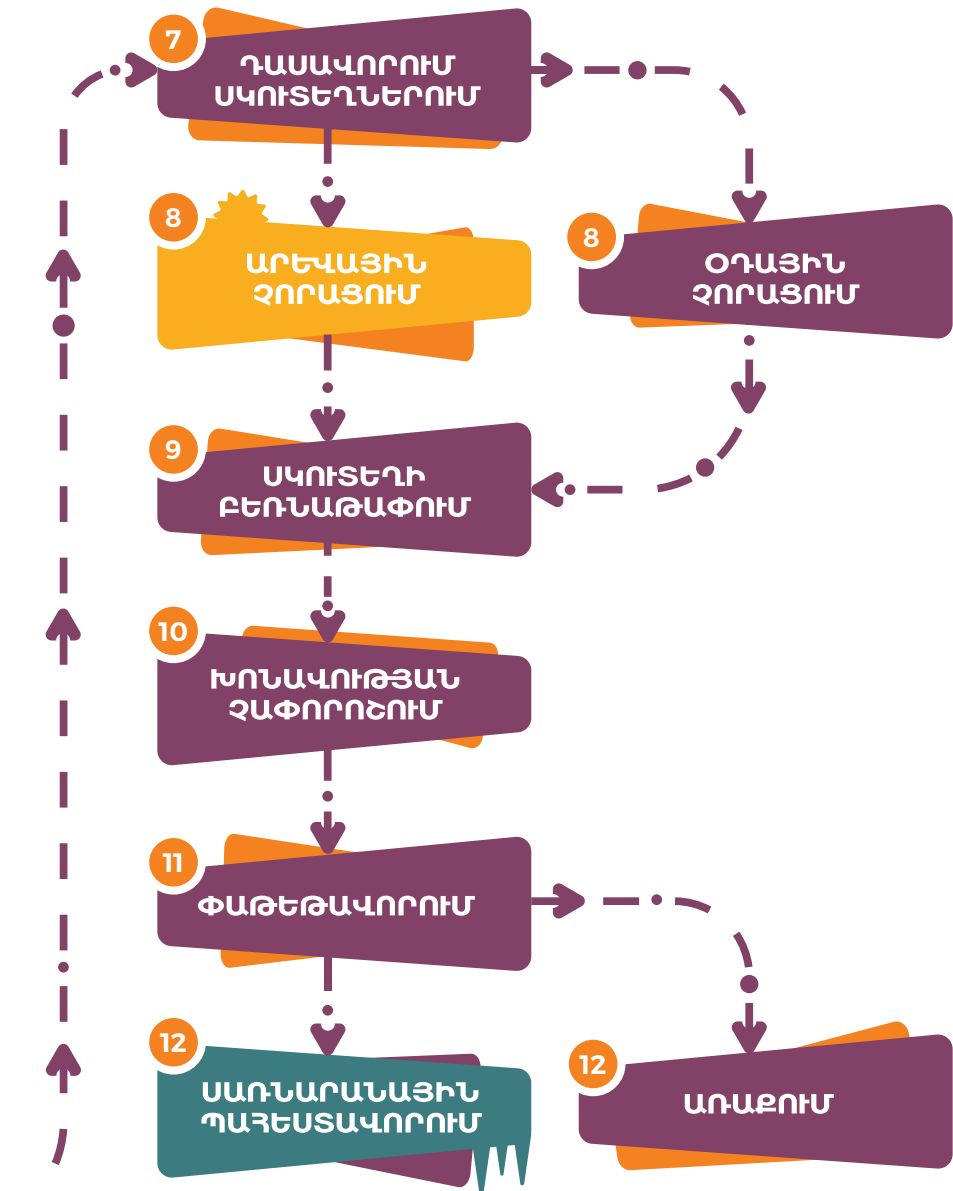 7
ԴԱՍԱՎՈՐՈՒՄ
ՍԿՈՒՏԵՂՆԵՐՈՒՄ
8
ԱՐԵՎԱՅԻՆ
ՉՈՐԱՑՈՒՄ
8
ՕԴԱՅԻՆ
ՉՈՐԱՑՈՒՄ
9
ՍԿՈՒՏԵՂԻ
ԲԵՌՆԱԹԱՓՈՒՄ
10
ԽՈՆԱՎՈՒԹՅԱՆ
ՉԱՓՈՐՈՇՈՒՄ
11
ՓԱԹԵԹԱՎՈՐՈՒՄ
12
ՍԱՌՆԱՐԱՆԱՅԻՆ
ՊԱՀԵՍՏԱՎՈՐՈՒՄ
12
ԱՌԱՔՈՒՄ